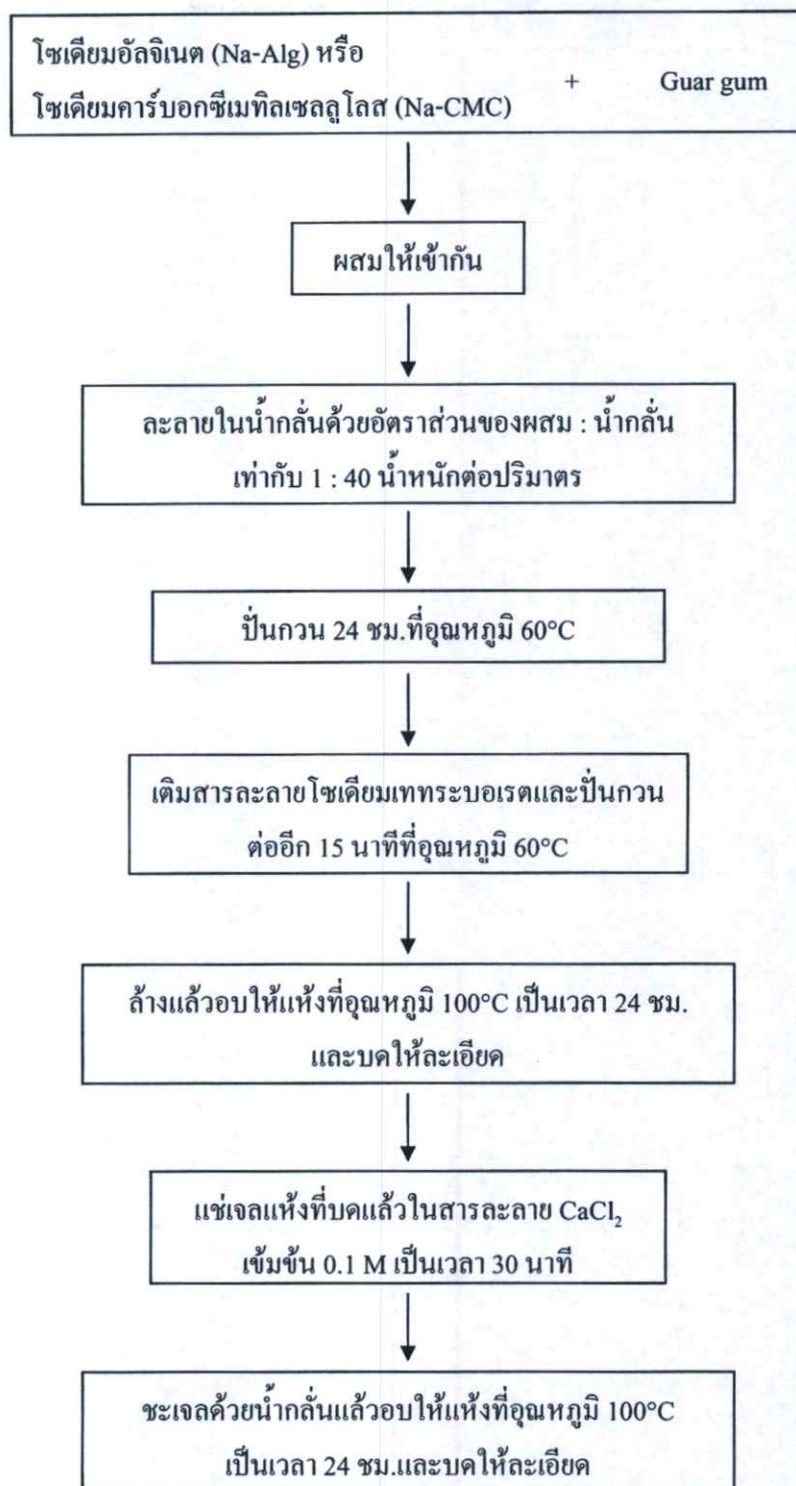 โซเดียมอัลจิเนต (Na-Alg) หรือ
โซเดียมคาร์บอกซีเมทิลเซลลูโลส (Na-CMC) + Guar gum
ผสมให้เข้ากัน
ละลายในน้ำกลั่นด้วยอัตราส่วนของผสม : น้ำกลั่น
เท่ากับ 1 : 40 น้ำหนักต่อปริมาตร
ปั่นกวน 24 ชม.ที่อุณหภูมิ 60°C
เติมสารละลายโซเดียมเททระบอเรตและปั่นกวน
ต่ออีก 15 นาทีที่อุณหภูมิ 60°C
ล้างแล้วอบให้แห้งที่อุณหภูมิ 100°C เป็นเวลา 24 ชม.
และบดให้ละเอียด
แช่เจลแห้งที่บดแล้วในสารละลาย CaCl₂
เข้มข้น 0.1 M เป็นเวลา 30 นาที
ชะเจลด้วยน้ำกลั่นแล้วอบให้แห้งที่อุณหภูมิ 100°C
เป็นเวลา 24 ชม.และบดให้ละเอียด